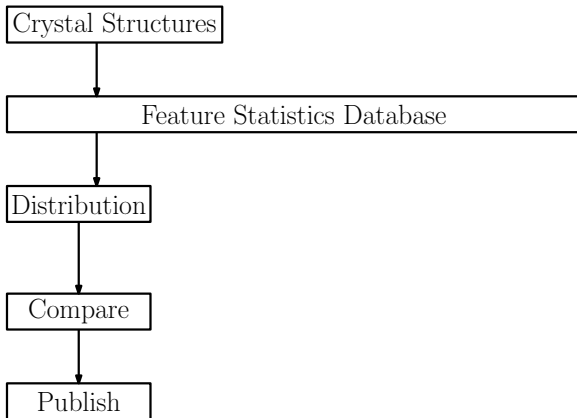 Crystal Structures
Feature Statistics Database
Distribution
Compare
Publish